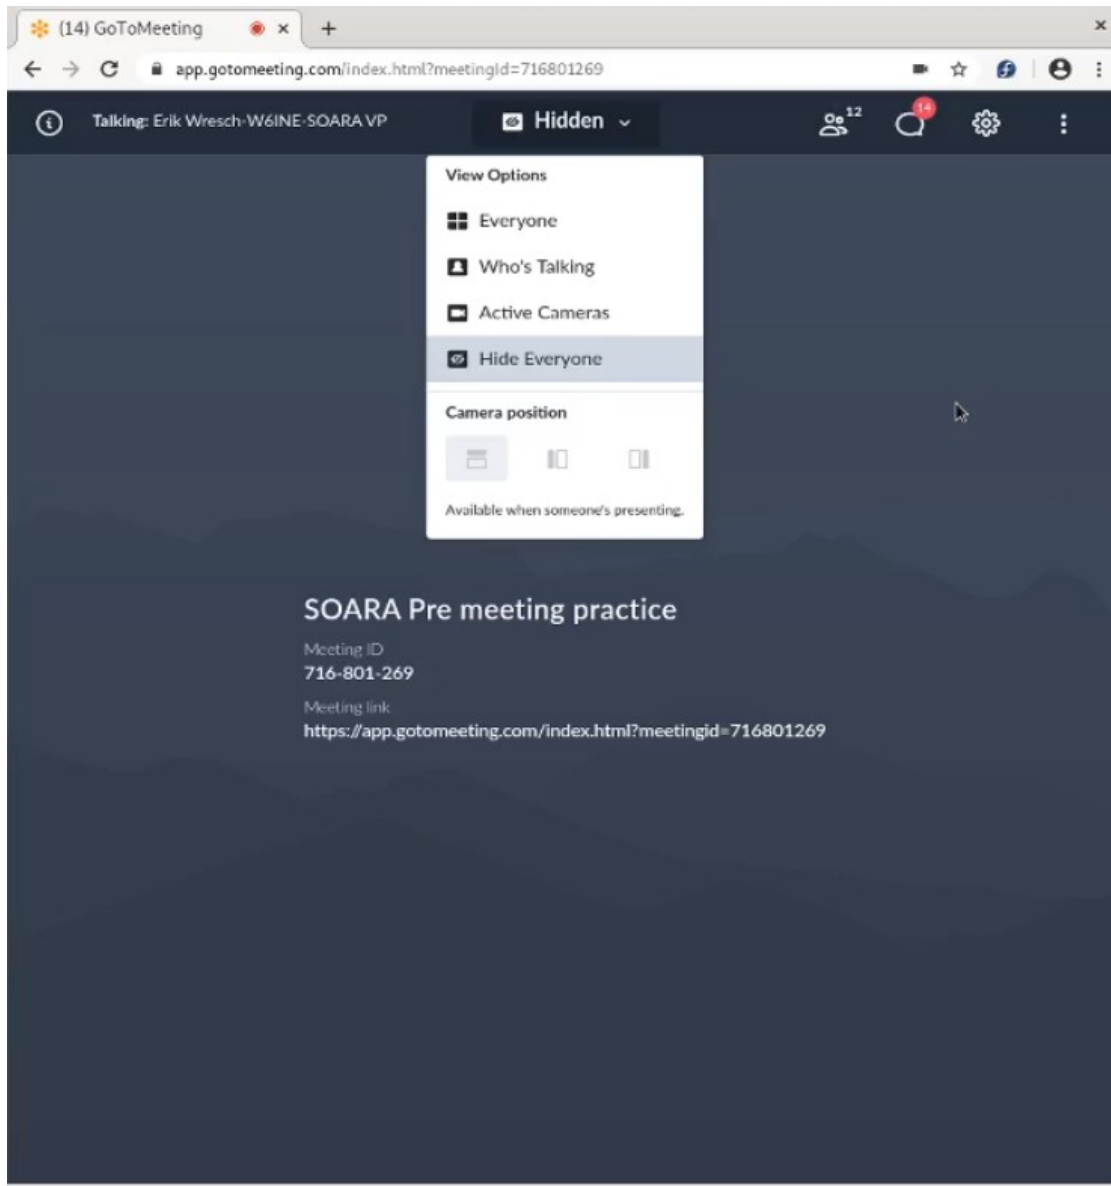 (14) GoToMeeting
app.gotomeeting.com/index.html?meetingId=716801269
Talking: Erik Wresch-W6INE-SOARA VP
Hidden
12
14
View Options
Everyone
Who's Talking
Active Cameras
Hide Everyone
Camera position
Available when someone's presenting.
SOARA Pre meeting practice
Meeting ID
716-801-269
Meeting link
https://app.gotomeeting.com/index.html?meetingid=716801269